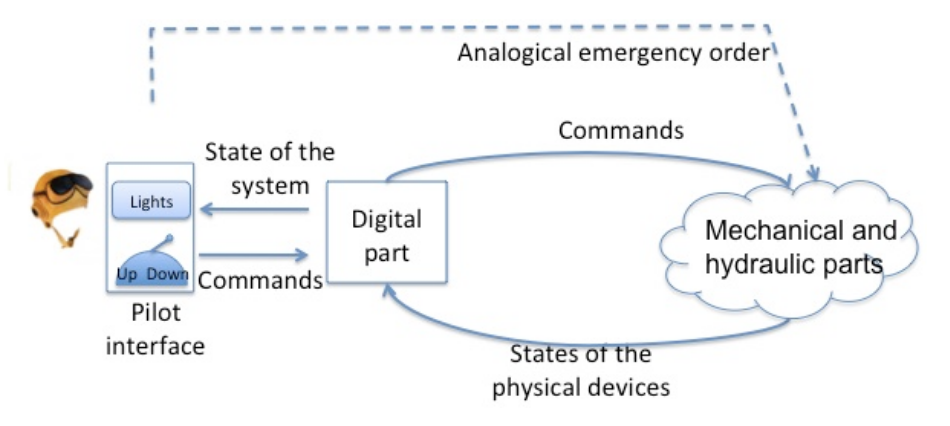 Analogical emergency order
Commands
State of the
system
Lights
Digital
part
Mechanical and
hydraulic parts
Up Down
Commands
Pilot
interface
States of the
physical devices